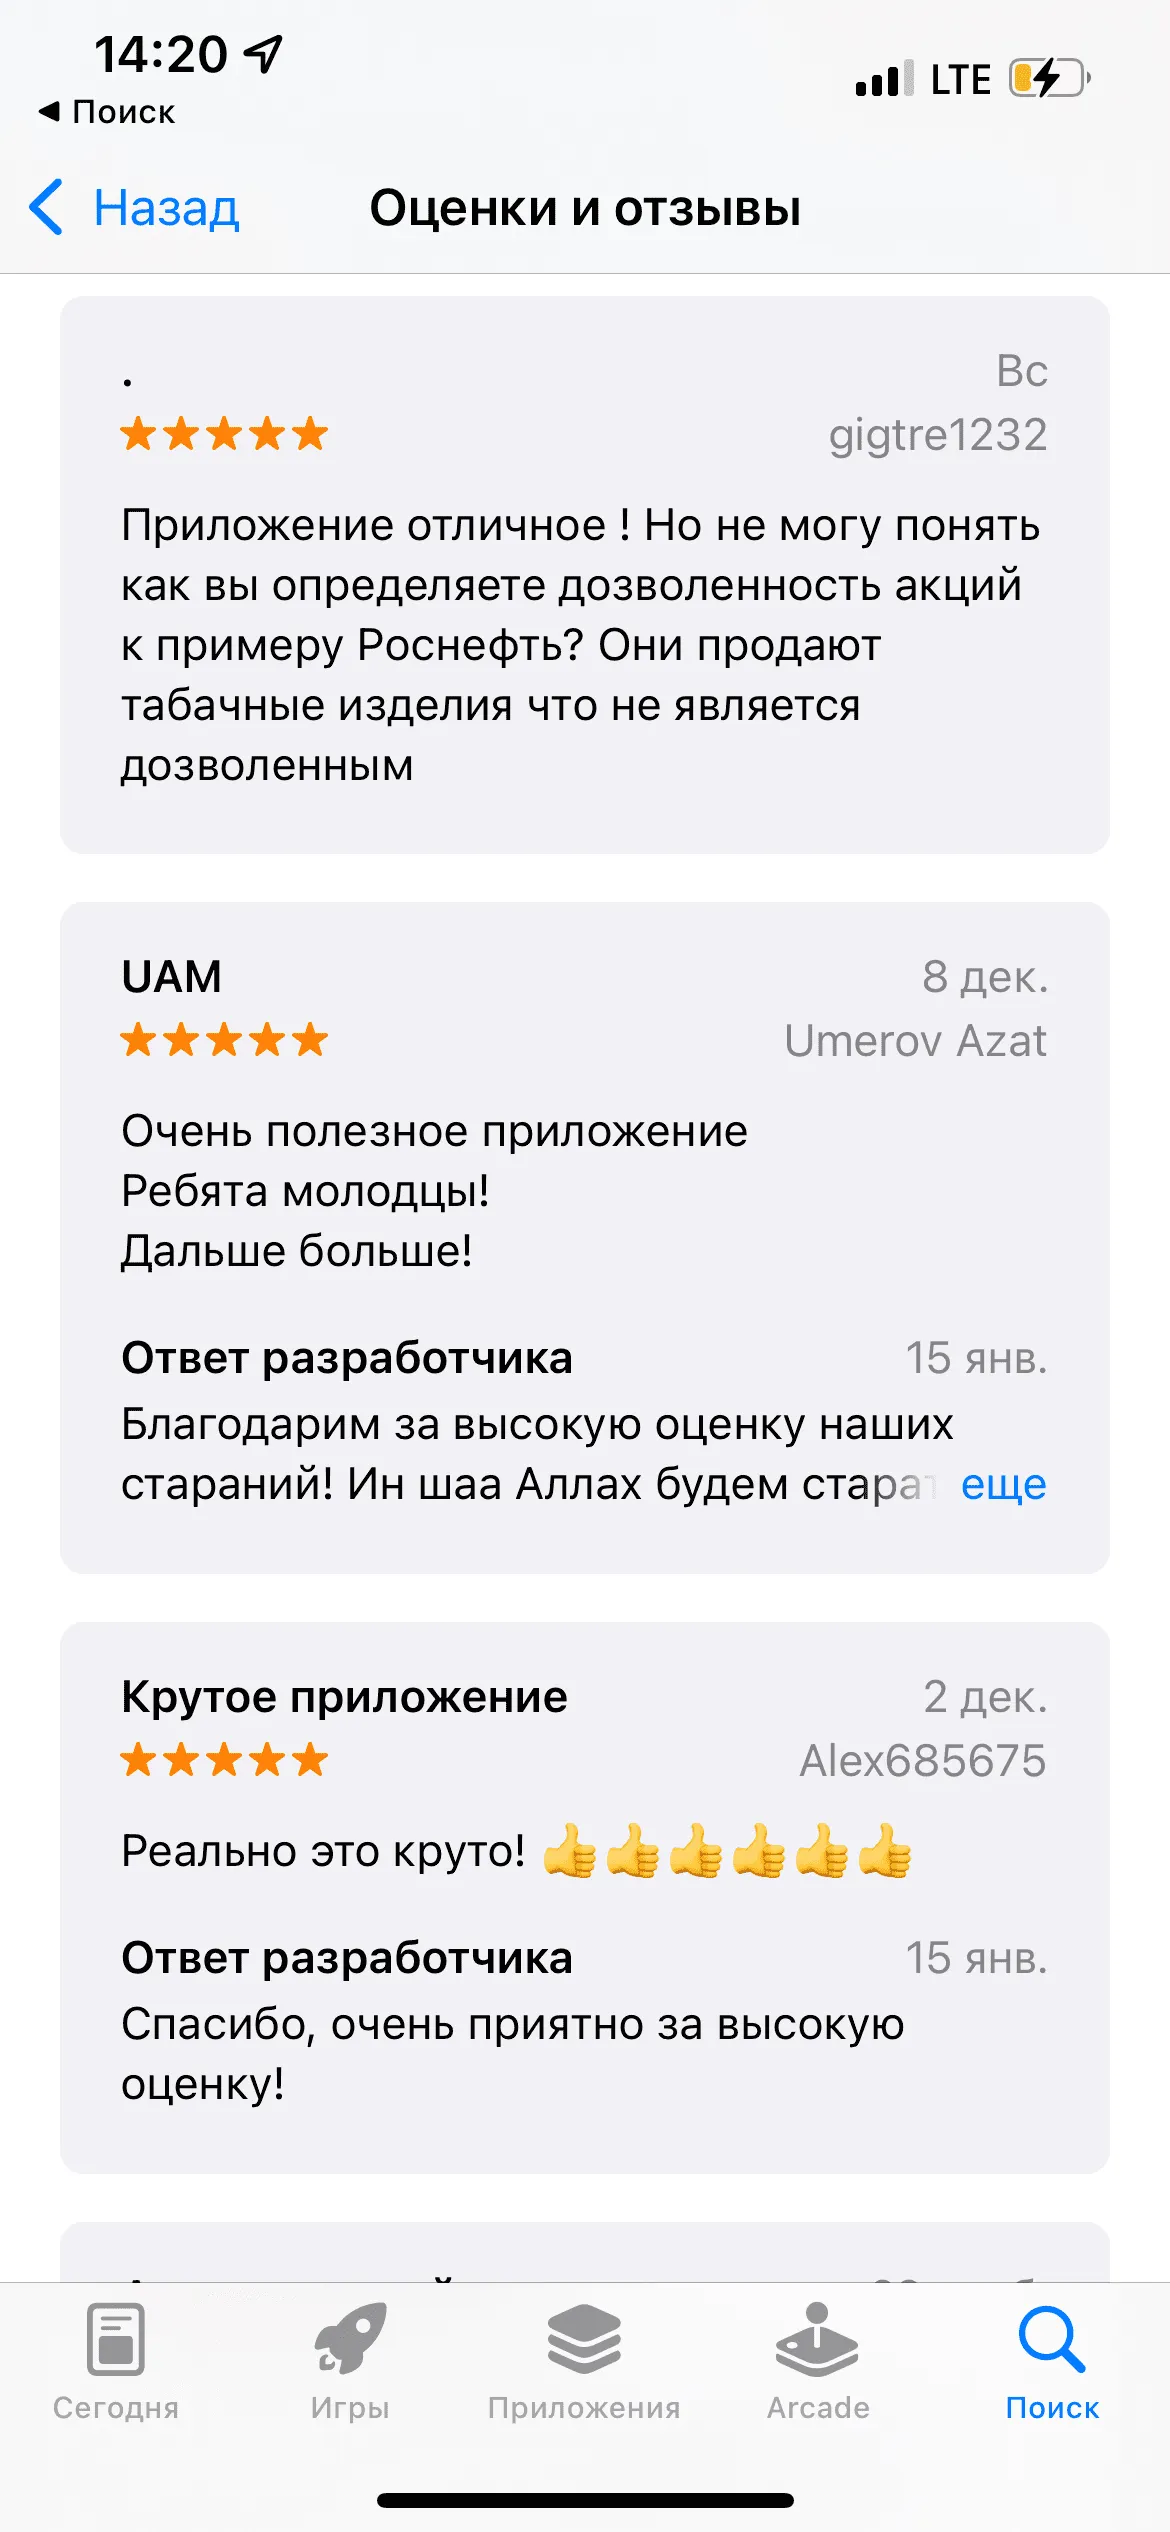 14:20
LTE
Поиск
Назад
Оценки и отзывы
.
Вс
gigtre1232
Приложение отличное ! Но не могу понять
как вы определяете дозволенность акций
к примеру Роснефть? Они продают
табачные изделия что не является
дозволенным
UAM
8 дек.
Umerov Azat
Очень полезное приложение
Ребята молодцы!
Дальше больше!
Ответ разработчика
15 янв.
Благодарим за высокую оценку наших
стараний! Ин шаа Аллах будем старат еще
Крутое приложение
2 дек.
Alex685675
Реально это круто! 👍👍👍👍👍👍
Ответ разработчика
15 янв.
Спасибо, очень приятно за высокую
оценку!
Сегодня
Игры
Приложения
Arcade
Поиск